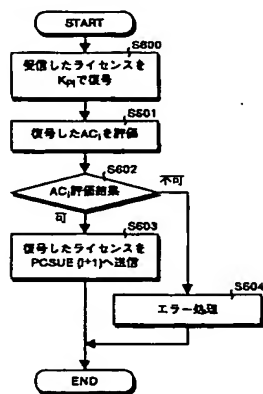 START
S600
受信したライセンスを
KPiで復号
S601
復号したACiを評価
S602
ACi評価結果
不可
可
S603
復号したライセンスを
PCSUE (i+1)へ送信
S604
エラー処理
END